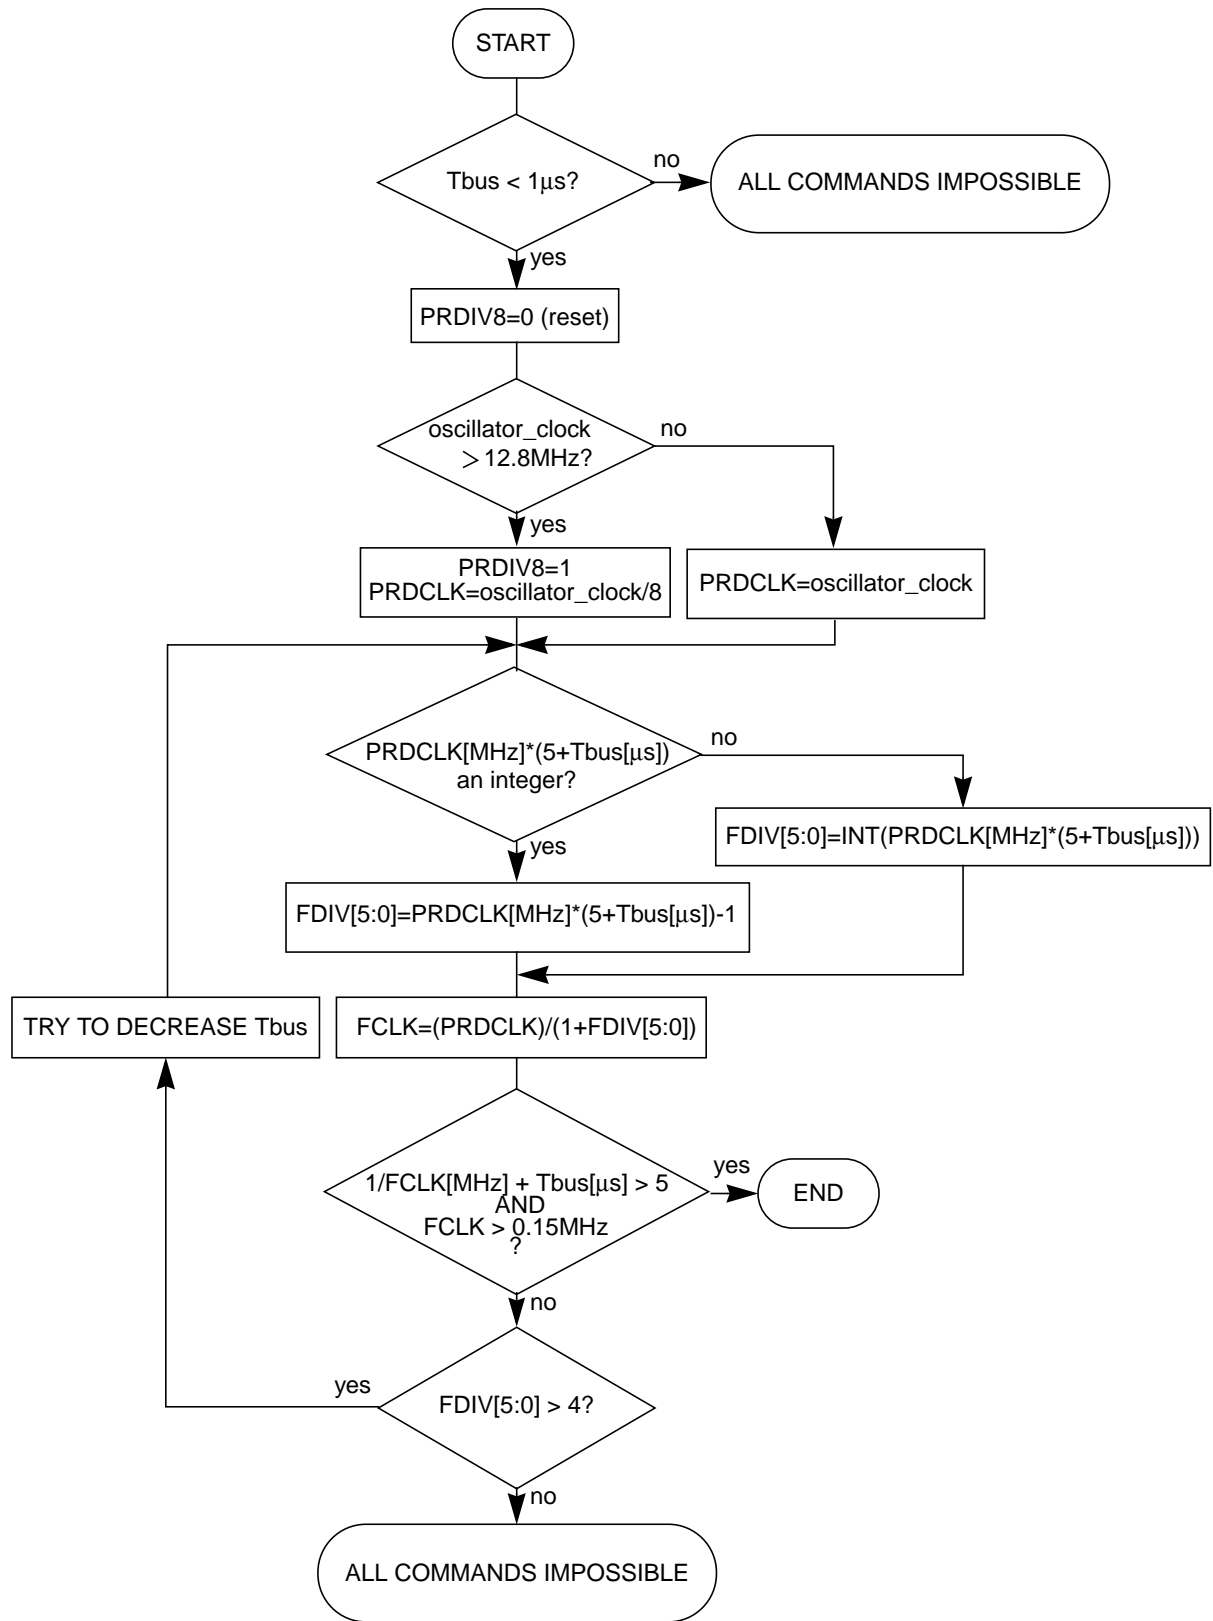 START
Tbus < 1μs?
no
ALL COMMANDS IMPOSSIBLE
yes
PRDIV8=0 (reset)
oscillator_clock
> 12.8MHz?
no
yes
PRDIV8=1
PRDCLK=oscillator_clock/8
PRDCLK=oscillator_clock
PRDCLK[MHz]*(5+Tbus[μs])
an integer?
no
yes
FDIV[5:0]=INT(PRDCLK[MHz]*(5+Tbus[μs]))
FDIV[5:0]=PRDCLK[MHz]*(5+Tbus[μs])-1
TRY TO DECREASE Tbus
FCLK=(PRDCLK)/(1+FDIV[5:0])
1/FCLK[MHz] + Tbus[μs] > 5
AND
FCLK > 0.15MHz
?
yes
END
no
FDIV[5:0] > 4?
yes
no
ALL COMMANDS IMPOSSIBLE